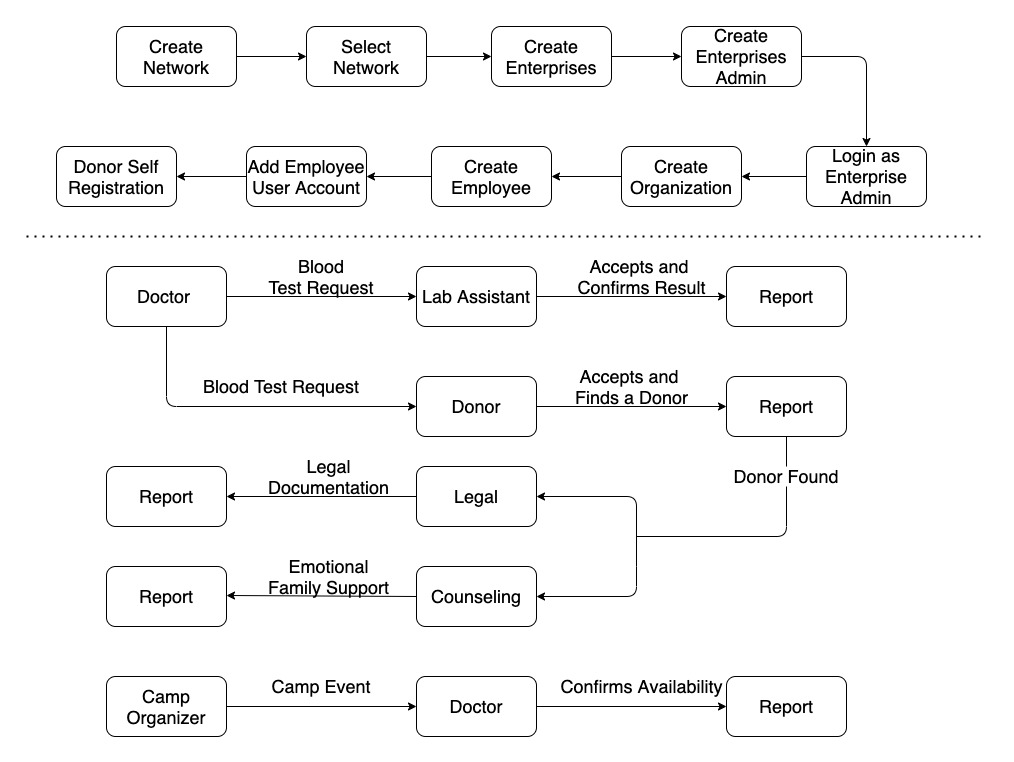 Create
Network
Select
Network
Create
Enterprises
Create
Enterprises
Admin
Donor Self
Registration
Add Employee
User Account
Create
Employee
Create
Organization
Login as
Enterprise
Admin
Doctor
Blood
Test Request
Lab Assistant
Accepts and
Confirms Result
Report
Blood Test Request
Donor
Accepts and
Finds a Donor
Report
Donor Found
Report
Legal
Documentation
Legal
Report
Emotional
Family Support
Counseling
Camp
Organizer
Camp Event
Doctor
Confirms Availability
Report